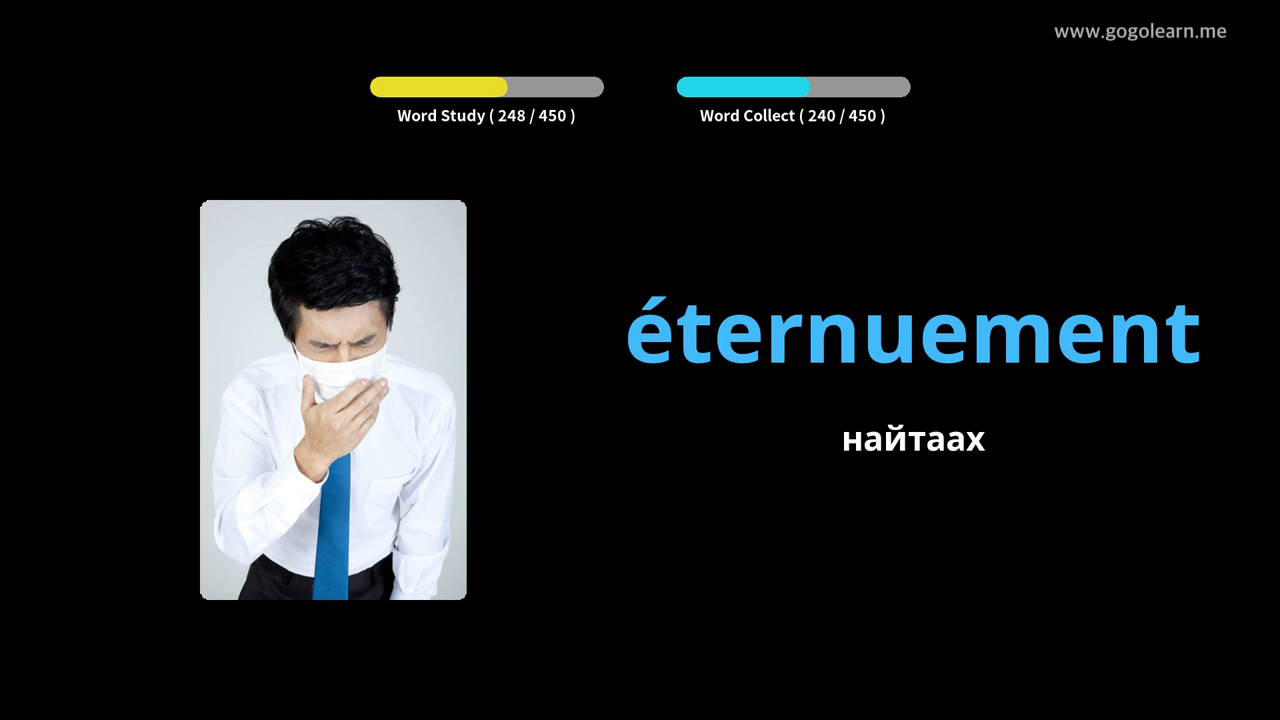 www.gogolearn.me
Word Study ( 248 / 450 )
Word Collect ( 240 / 450 )
éternuement
найтаах